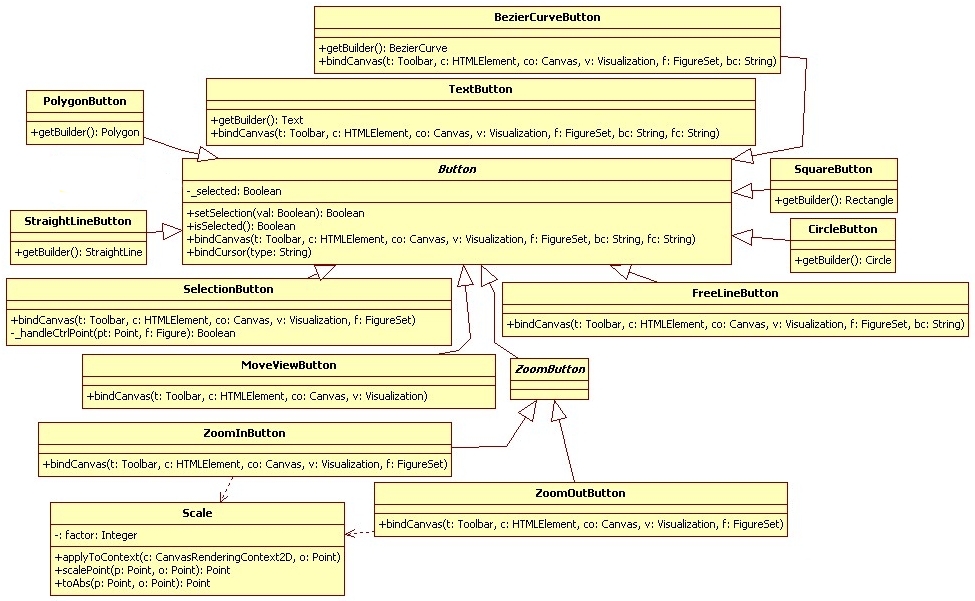 BezierCurveButton
+getBuilder(): BezierCurve
+bindCanvas(t: Toolbar, c: HTMLElement, co: Canvas, v: Visualization, f: FigureSet, bc: String)
TextButton
+getBuilder(): Text
+bindCanvas(t: Toolbar, c: HTMLElement, co: Canvas, v: Visualization, f: FigureSet, bc: String, fc: String)
PolygonButton
+getBuilder(): Polygon
Button
-_selected: Boolean
+setSelection(val: Boolean): Boolean
+isSelected(): Boolean
+bindCanvas(t: Toolbar, c: HTMLElement, co: Canvas, v: Visualization, f: FigureSet, bc: String, fc: String)
+bindCursor(type: String)
SquareButton
+getBuilder(): Rectangle
StraightLineButton
+getBuilder(): StraightLine
CircleButton
+getBuilder(): Circle
SelectionButton
+bindCanvas(t: Toolbar, c: HTMLElement, co: Canvas, v: Visualization, f: FigureSet)
-_handleCtrlPoint(pt: Point, f: Figure): Boolean
FreeLineButton
+bindCanvas(t: Toolbar, c: HTMLElement, co: Canvas, v: Visualization, f: FigureSet, bc: String)
MoveViewButton
+bindCanvas(t: Toolbar, c: HTMLElement, co: Canvas, v: Visualization)
ZoomButton
ZoomInButton
+bindCanvas(t: Toolbar, c: HTMLElement, co: Canvas, v: Visualization, f: FigureSet)
ZoomOutButton
+bindCanvas(t: Toolbar, c: HTMLElement, co: Canvas, v: Visualization, f: FigureSet)
Scale
-: factor: Integer
+applyToContext(c: CanvasRenderingContext2D, o: Point)
+scalePoint(p: Point, o: Point): Point
+toAbs(p: Point, o: Point): Point